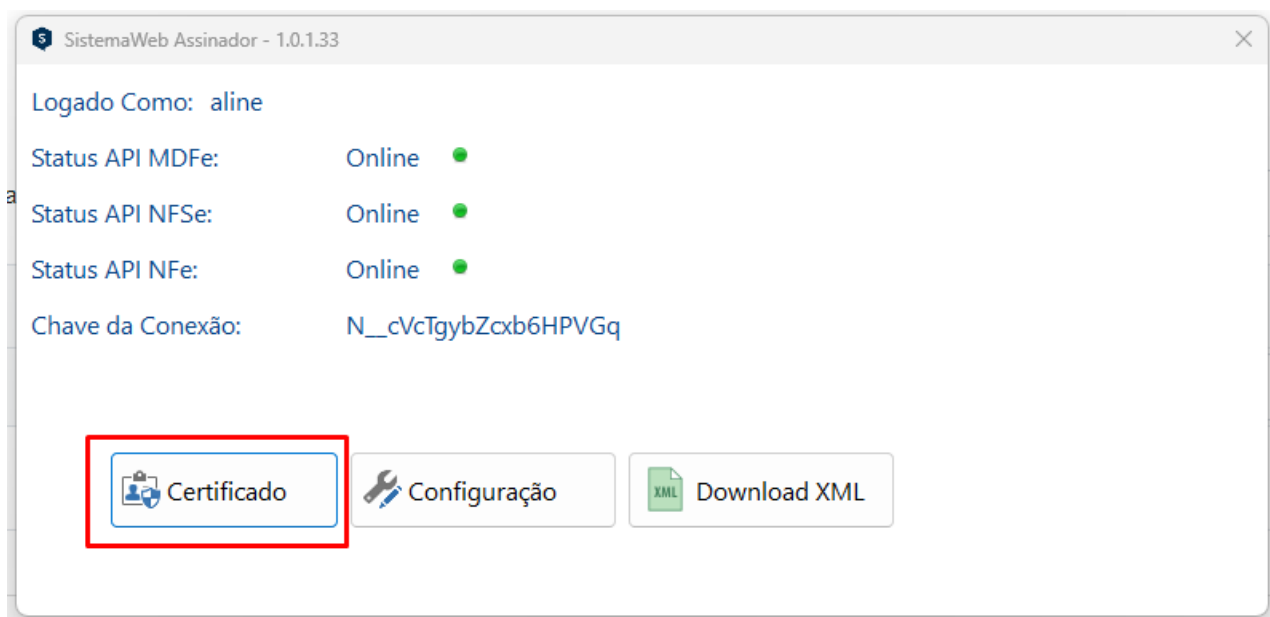 SistemaWeb Assinador - 1.0.1.33
Logado Como: aline
Status API MDFe: Online
Status API NFSe: Online
a
Status API NFe: Online
Chave da Conexão: N__cVcTgybZcxb6HPVGq
Certificado Configuração XML Download XML